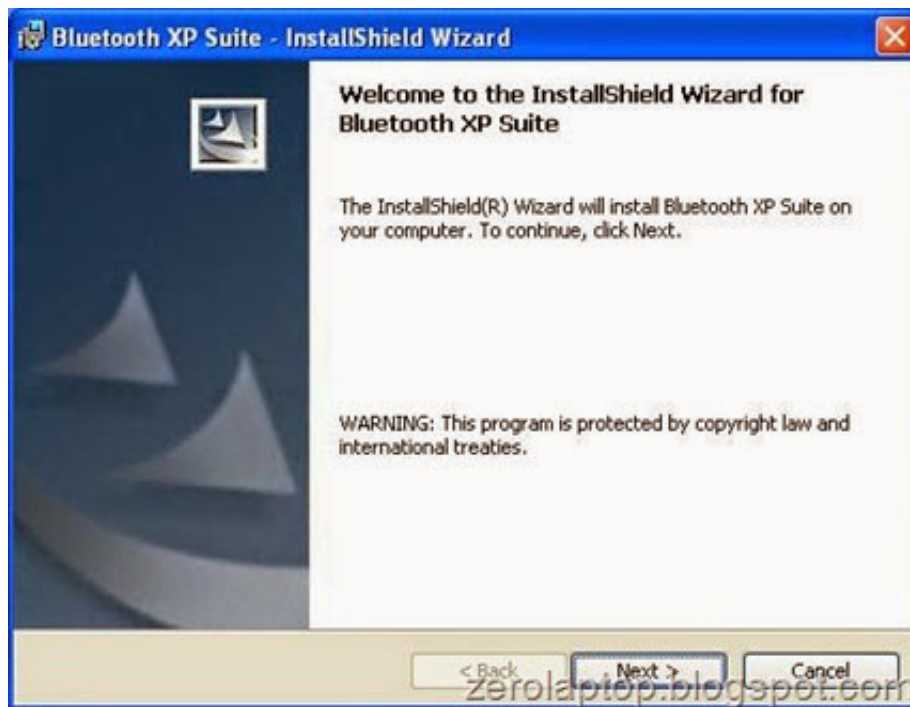 Bluetooth XP Suite - InstallShield Wizard
Welcome to the InstallShield Wizard for
Bluetooth XP Suite
The InstallShield(R) Wizard will install Bluetooth XP Suite on
your computer. To continue, click Next.
WARNING: This program is protected by copyright law and
international treaties.
< Back
Next >
Cancel
zerolaptop.blogspot.com